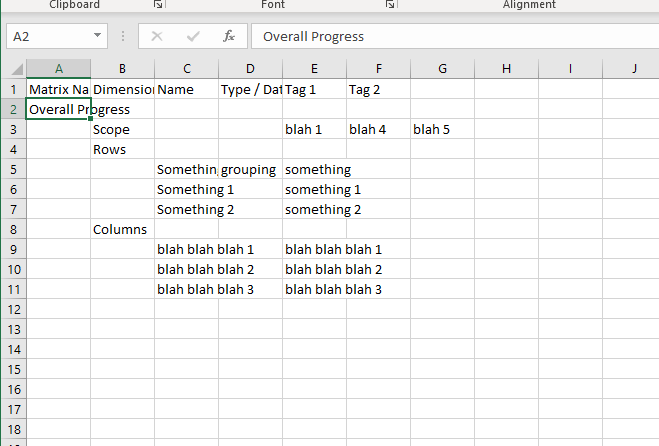 Clipboard Font Alignment
A2 fx Overall Progress
A B C D E F G H I J
1 Matrix Na Dimension Name Type / Dat Tag 1 Tag 2
2 Overall Progress
3 Scope blah 1 blah 4 blah 5
4 Rows
5 Somethin grouping something
6 Something 1 something 1
7 Something 2 something 2
8 Columns
9 blah blah blah 1 blah blah blah 1
10 blah blah blah 2 blah blah blah 2
11 blah blah blah 3 blah blah blah 3
12
13
14
15
16
17
18